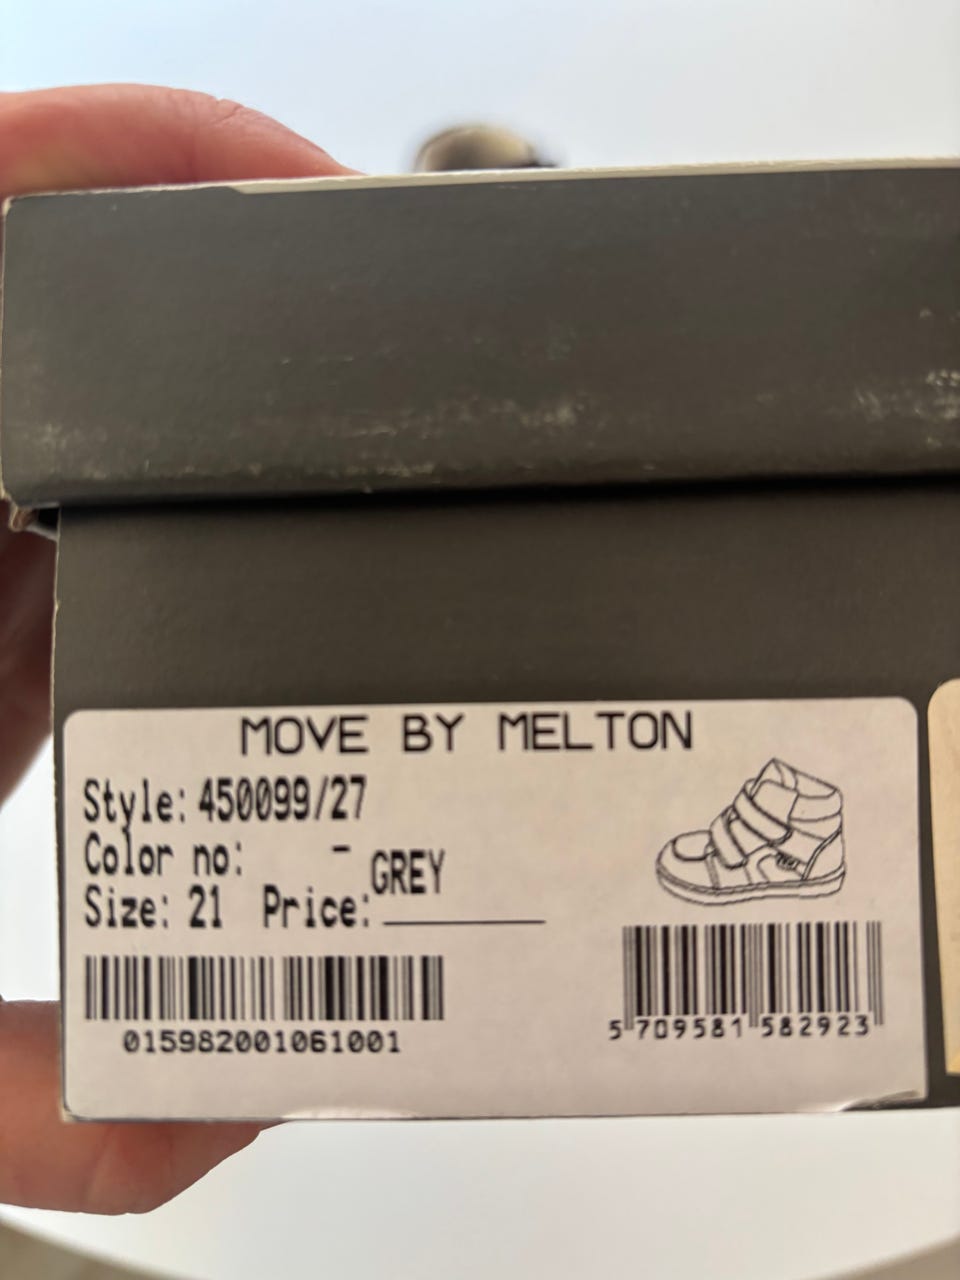 MOVE BY MELTON
Style: 450099/27
Color no: - GREY
Size: 21 Price:
015982001061001
5 709581 582923